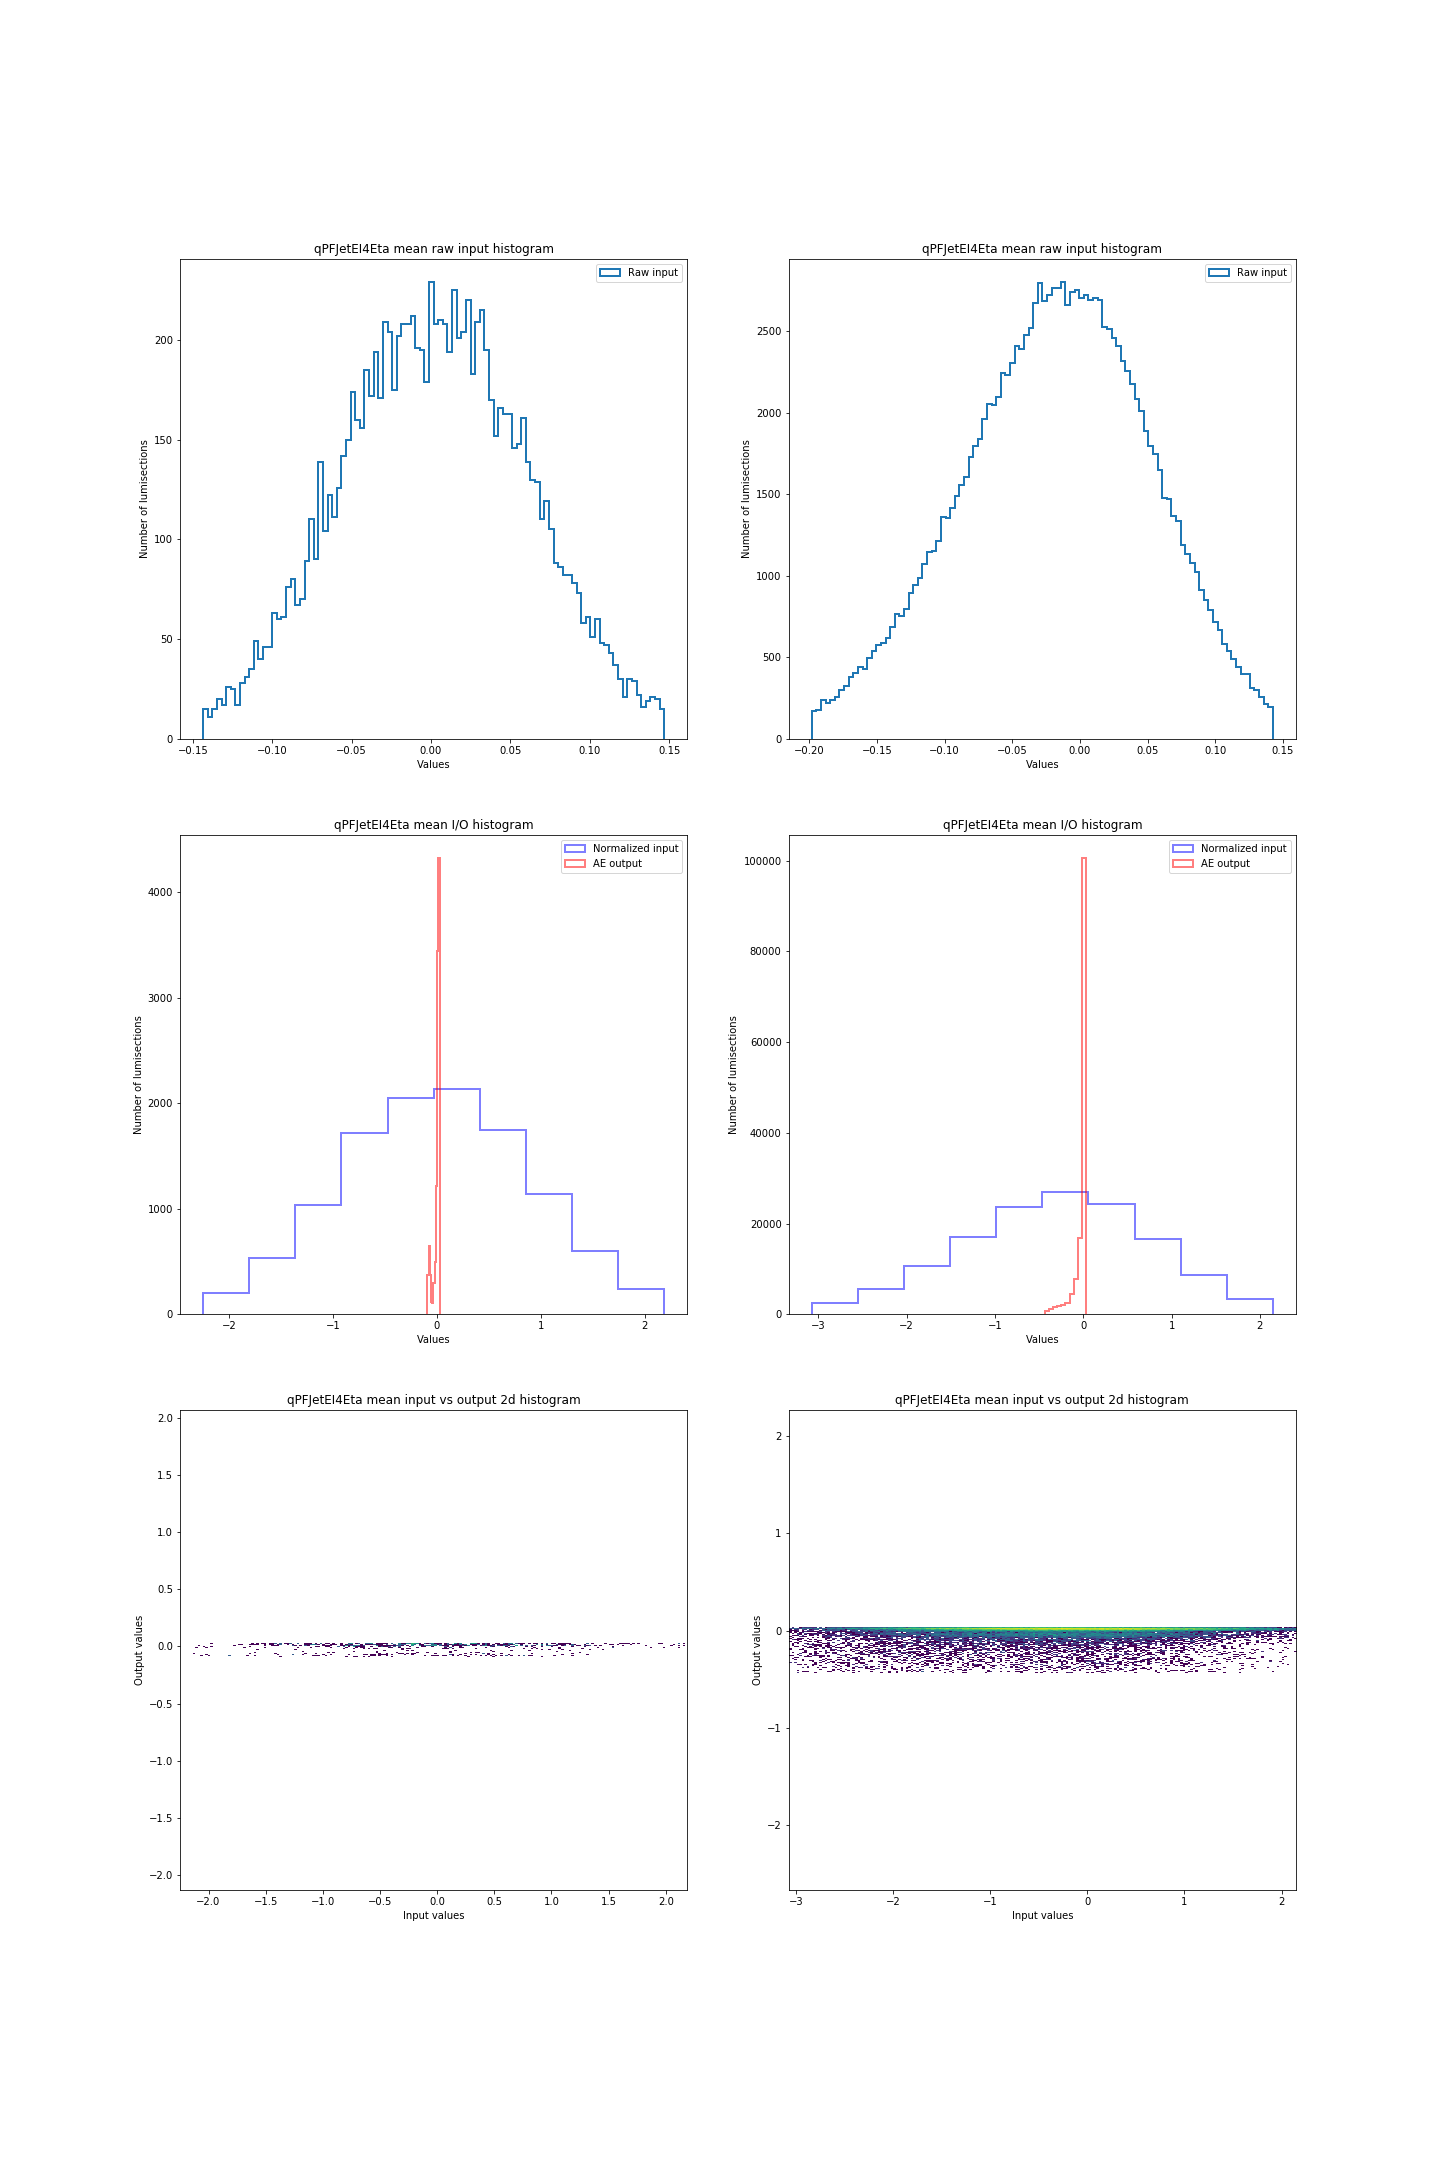 qPFJetEI4Eta mean raw input histogram
Raw input
Number of lumisections
200
150
100
50
0
−0.15 −0.10 −0.05 0.00 0.05 0.10 0.15
Values
qPFJetEI4Eta mean raw input histogram
Raw input
Number of lumisections
2500
2000
1500
1000
500
0
−0.20 −0.15 −0.10 −0.05 0.00 0.05 0.10 0.15
Values
qPFJetEI4Eta mean I/O histogram
Normalized input
AE output
Number of lumisections
4000
3000
2000
1000
0
−2 −1 0 1 2
Values
qPFJetEI4Eta mean I/O histogram
Normalized input
AE output
Number of lumisections
100000
80000
60000
40000
20000
0
−3 −2 −1 0 1 2
Values
qPFJetEI4Eta mean input vs output 2d histogram
Output values
2.0
1.5
1.0
0.5
0.0
−0.5
−1.0
−1.5
−2.0
−2.0 −1.5 −1.0 −0.5 0.0 0.5 1.0 1.5 2.0
Input values
qPFJetEI4Eta mean input vs output 2d histogram
Output values
2
1
0
−1
−2
−3 −2 −1 0 1 2
Input values